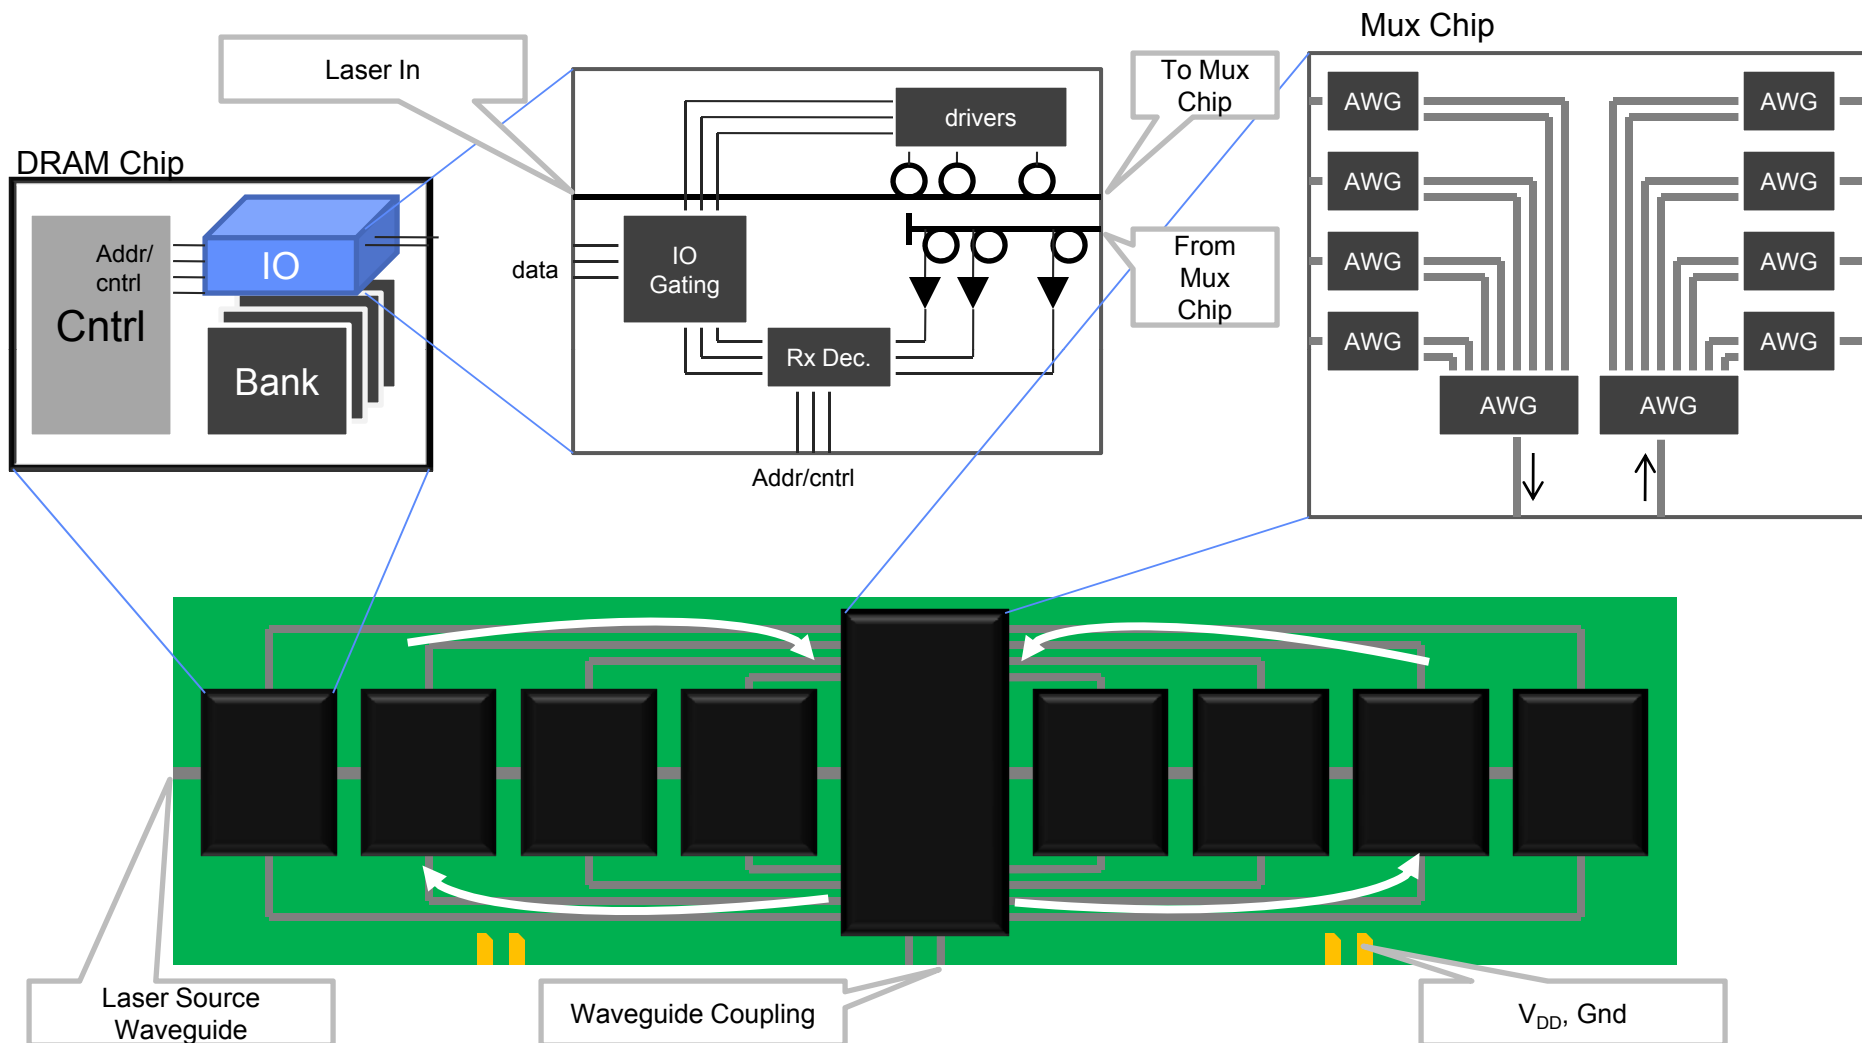 Mux Chip
Laser In
To Mux
Chip
drivers
DRAM Chip
Addr/
cntrl
IO
Cntrl
Bank
data
IO
Gating
Rx Dec.
Addr/cntrl
From
Mux
Chip
AWG
AWG
AWG
AWG
AWG
AWG
AWG
AWG
AWG
AWG
Laser Source
Waveguide
Waveguide Coupling
VDD, Gnd